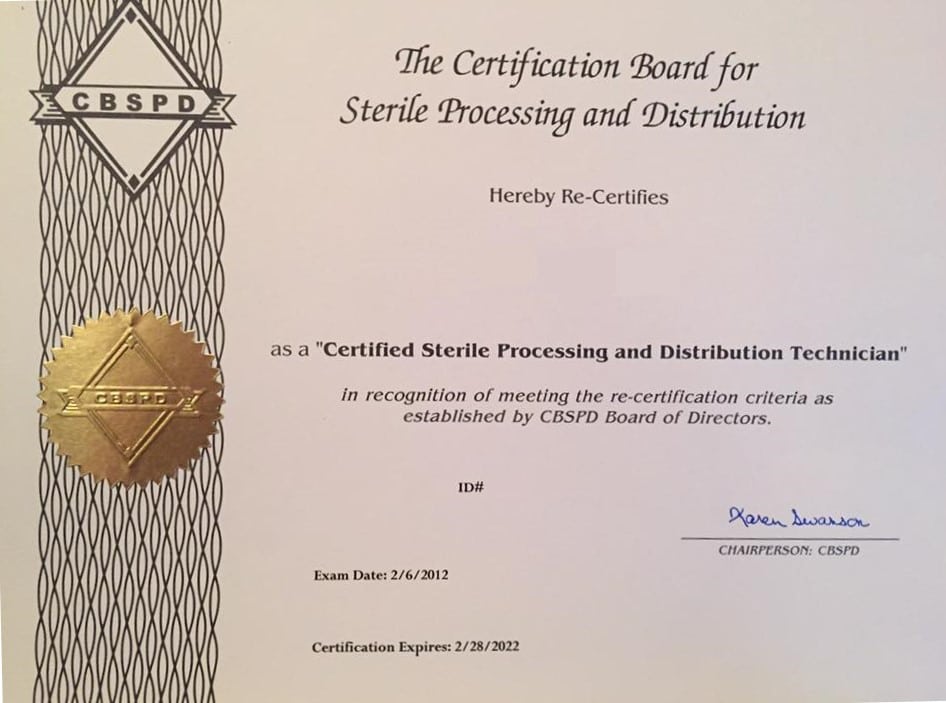 CBSPD
The Certification Board for
Sterile Processing and Distribution
Hereby Re-Certifies
as a "Certified Sterile Processing and Distribution Technician"
in recognition of meeting the re-certification criteria as
established by CBSPD Board of Directors.
CBSPD
ID#
Karen Swanson
CHAIRPERSON: CBSPD
Exam Date: 2/6/2012
Certification Expires: 2/28/2022